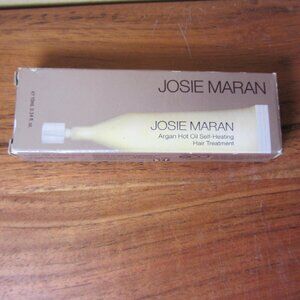 JOSIE MARAN
JOSIE MARAN
Argan Hot Oil Self-Heating
Hair Treatment